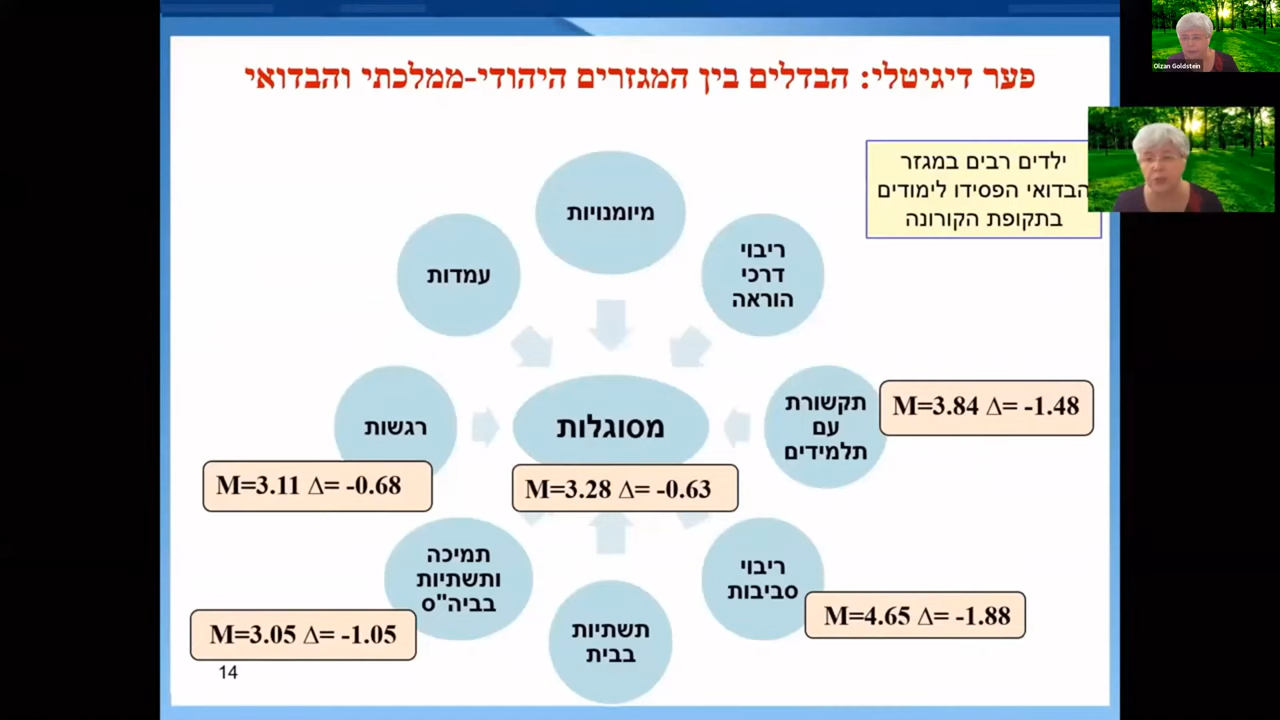 פער דיגיטלי: הבדלים בין המגזרים היהודי-ממלכתי והבדואי
Olzan Goldstein
ילדים רבים במגזר
הבדואי הפסידו לימודים
בתקופת הקורונה
מיומנויות
ריבוי
דרכי
הוראה
עמדות
תקשורת
עם
תלמידים
M=3.84 ∆= -1.48
מסוגלות
M=3.28 ∆= -0.63
רגשות
M=3.11 ∆= -0.68
ריבוי
סביבות
M=4.65 ∆= -1.88
תמיכה
ותשתיות
בביה"ס
M=3.05 ∆= -1.05
תשתיות
בבית
14